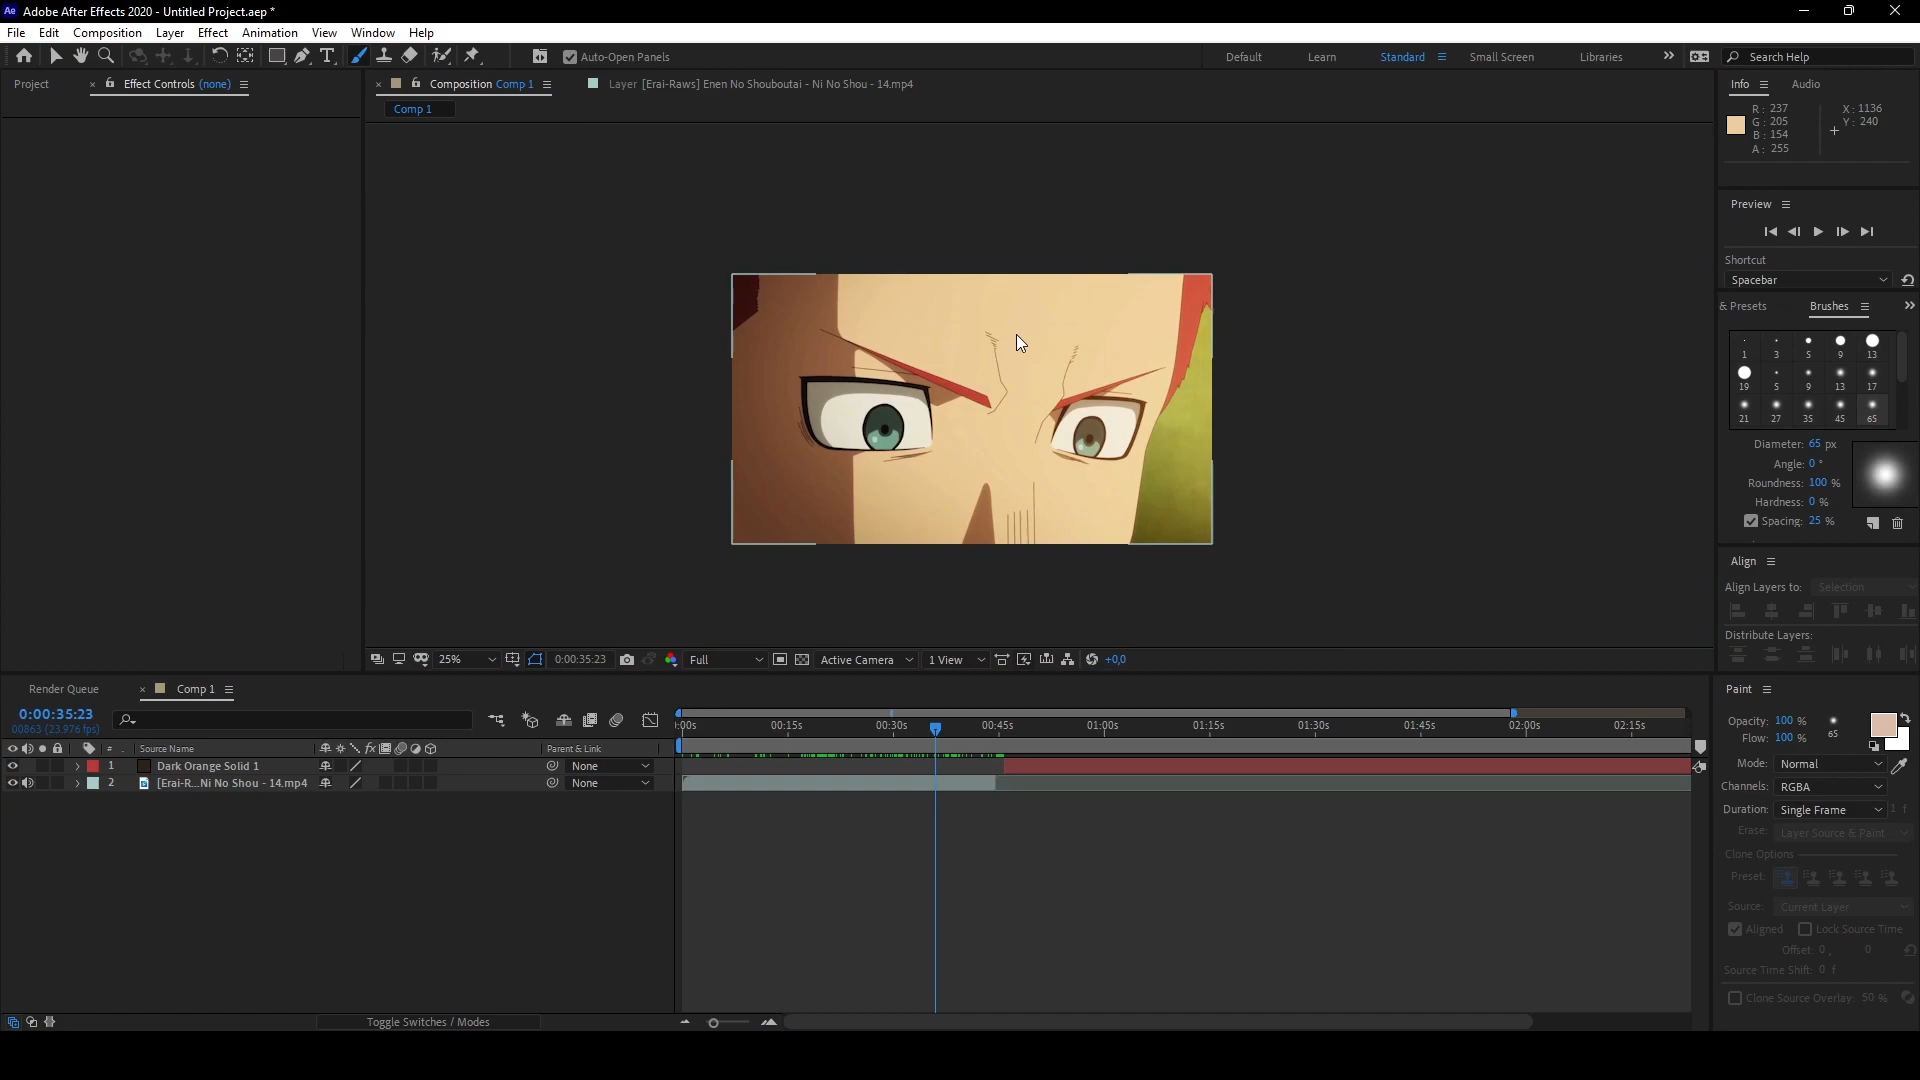 Ae Adobe After Effects 2020 - Untitled Project.aep *
File Edit Composition Layer Effect Animation View Window Help
Auto-Open Panels
Default Learn Standard Small Screen Libraries Search Help
Project Effect Controls (none)
Composition Comp 1
Layer [Erai-Raws] Enen No Shouboutai - Ni No Shou - 14.mp4
Comp 1
Info Audio
R: 237
G: 205
B: 154
A: 255
X: 1136
Y: 240
Preview
Shortcut
Spacebar
& Presets Brushes
1 3 5 9 13
19 5 9 13 17
21 27 35 45 65
Diameter: 65 px
Angle: 0 °
Roundness: 100 %
Hardness: 0 %
Spacing: 25 %
Align
Align Layers to: Selection
Distribute Layers:
25% 0:00:35:23 Full Active Camera 1 View +0,0
Render Queue Comp 1
0:00:35:23
00863 (23.976 fps)
# Source Name Parent & Link
1 Dark Orange Solid 1 None
2 [Erai-R...Ni No Shou - 14.mp4 None
:00s 00:15s 00:30s 00:45s 01:00s 01:15s 01:30s 01:45s 02:00s 02:15s
Toggle Switches / Modes
Paint
Opacity: 100 %
Flow: 100 %
65
Mode: Normal
Channels: RGBA
Duration: Single Frame 1 f
Erase: Layer Source & Paint
Clone Options
Preset:
Source: Current Layer
Aligned Lock Source Time
Offset: 0 , 0
Source Time Shift: 0 f
Clone Source Overlay: 50 %